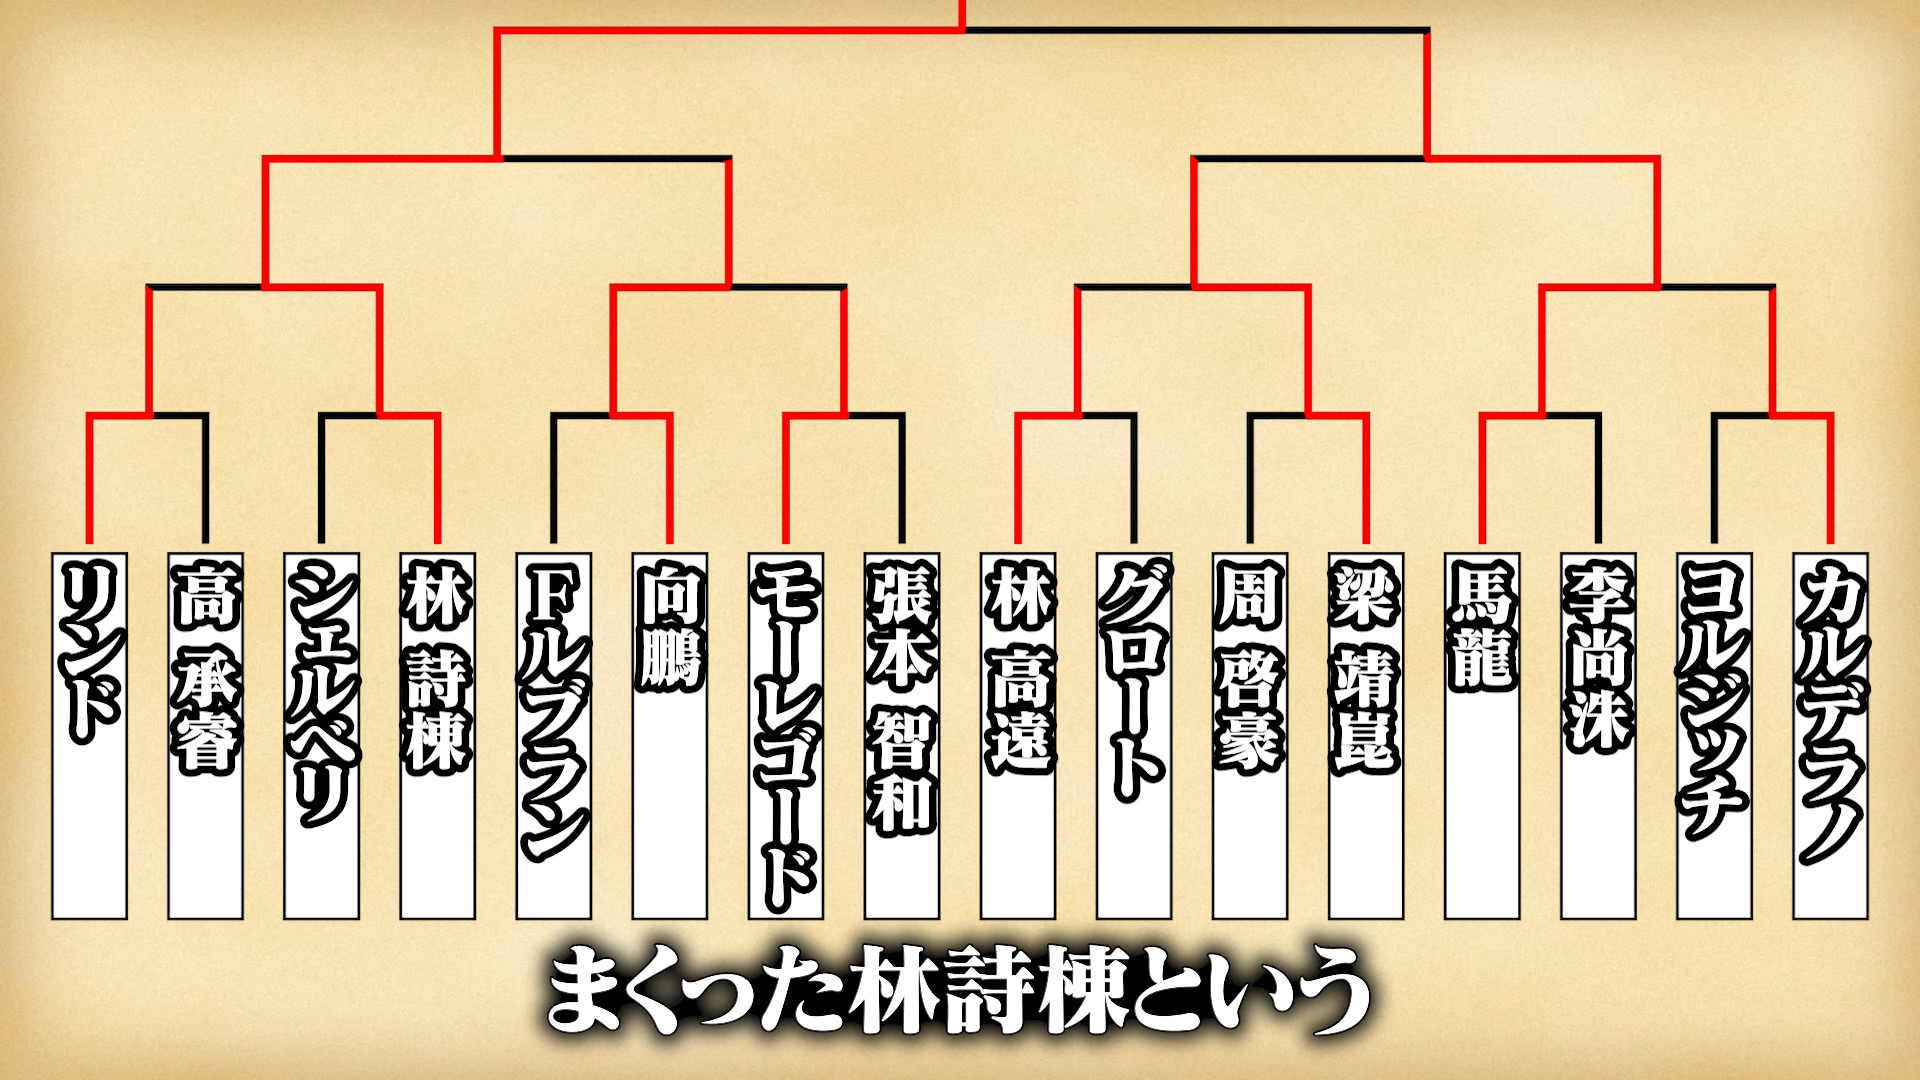 リンド
高 承睿
シェルベリ
林 詩棟
Fルブラン
向鵬
モーレゴード
張本 智和
林 高遠
グロート
周 啓豪
梁 靖崑
馬龍
李尚洙
ヨルジッチ
カルデラノ
まくった林詩棟という